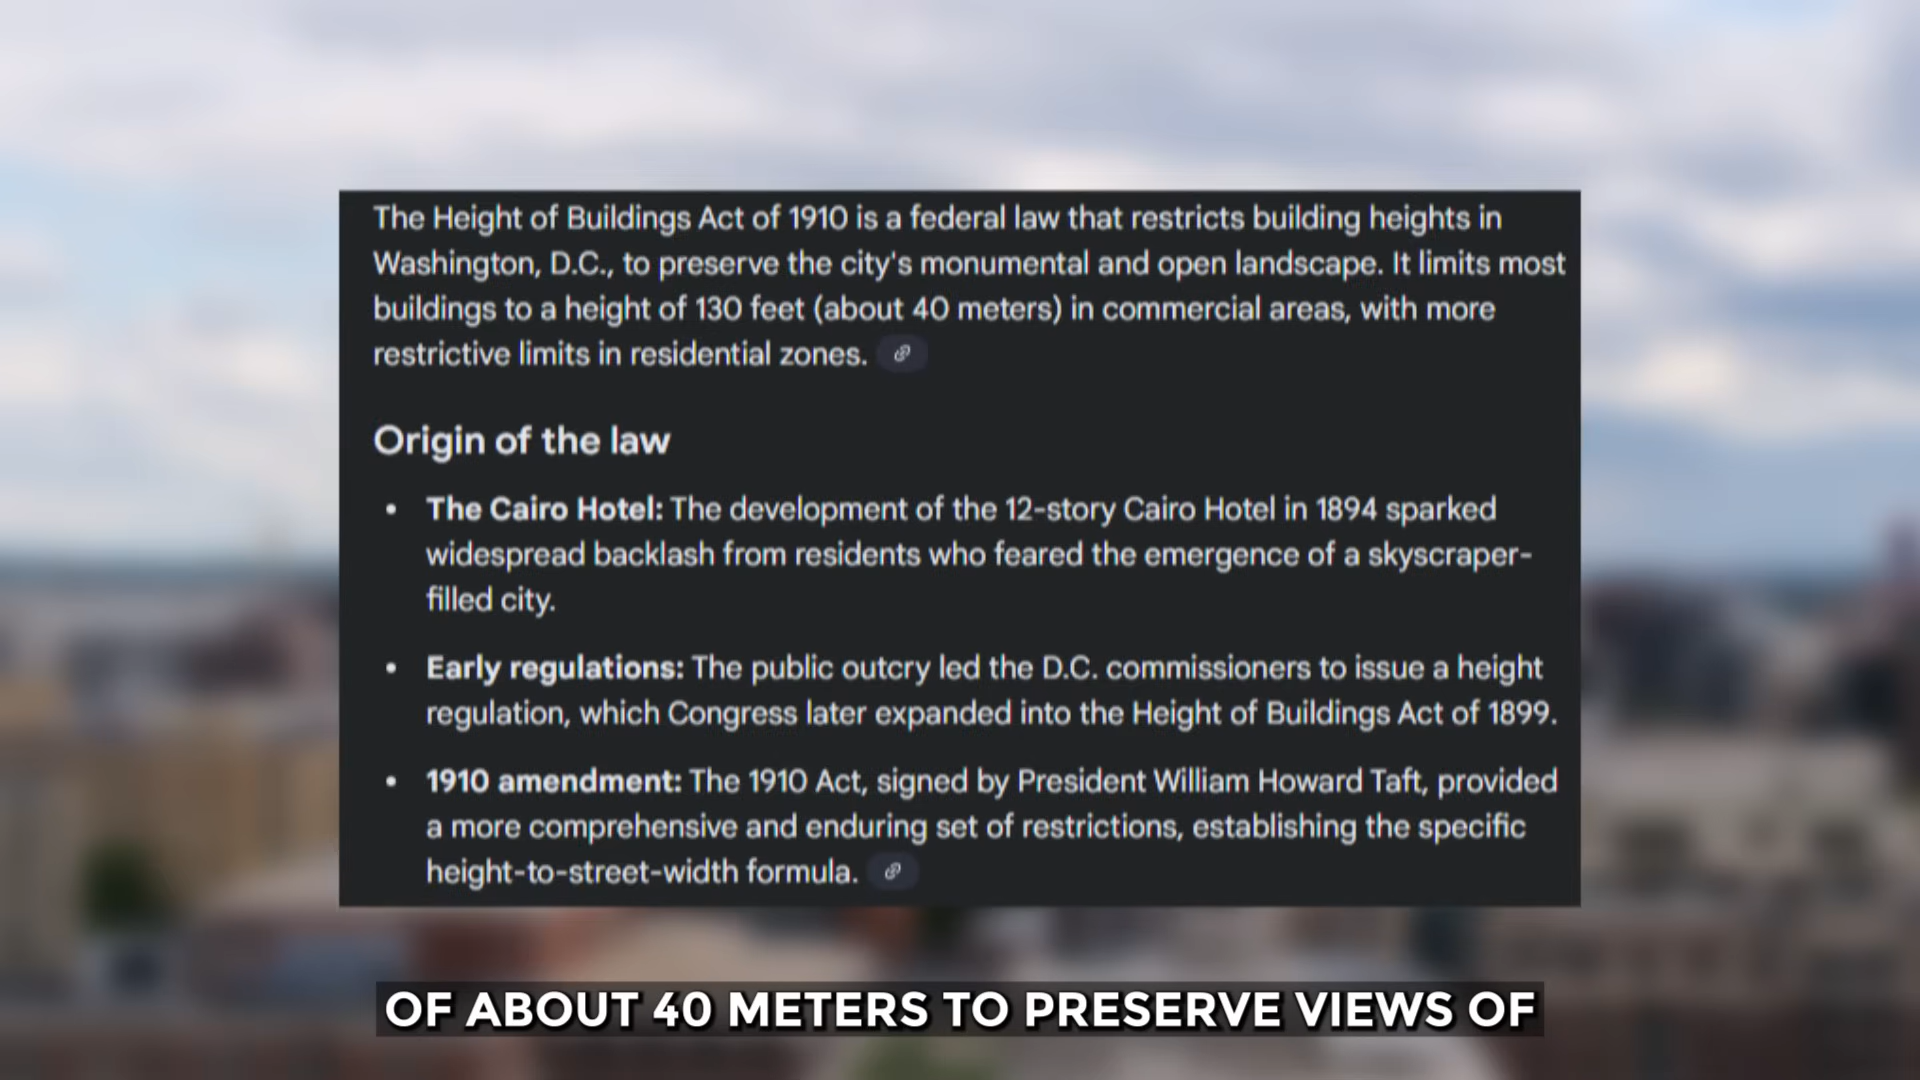 The Height of Buildings Act of 1910 is a federal law that restricts building heights in
Washington, D.C., to preserve the city's monumental and open landscape. It limits most
buildings to a height of 130 feet (about 40 meters) in commercial areas, with more
restrictive limits in residential zones.
Origin of the law
• The Cairo Hotel: The development of the 12-story Cairo Hotel in 1894 sparked
widespread backlash from residents who feared the emergence of a skyscraper-
filled city.
• Early regulations: The public outcry led the D.C. commissioners to issue a height
regulation, which Congress later expanded into the Height of Buildings Act of 1899.
• 1910 amendment: The 1910 Act, signed by President William Howard Taft, provided
a more comprehensive and enduring set of restrictions, establishing the specific
height-to-street-width formula.
OF ABOUT 40 METERS TO PRESERVE VIEWS OF